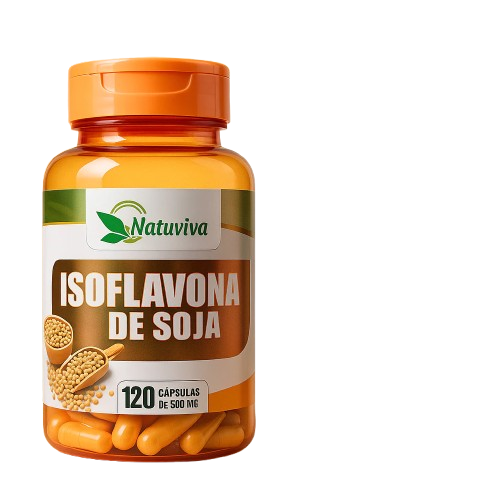 Natuviva
ISOFLAVONA
DE SOJA
120 CÁPSULAS
DE 500 MG